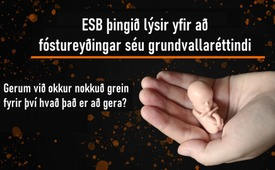 ESB þingið lýsir yfir að
fóstureyðingar séu grundvallaréttindi
Gerum við okkur nokkuð grein
fyrir því hvað það er að gera?